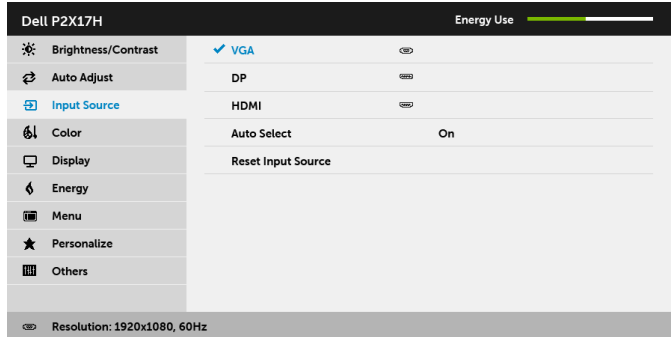 Dell P2X17H Energy Use
Brightness/Contrast VGA
Auto Adjust DP
Input Source HDMI
Color Auto Select On
Display Reset Input Source
Energy
Menu
Personalize
Others
Resolution: 1920x1080, 60Hz